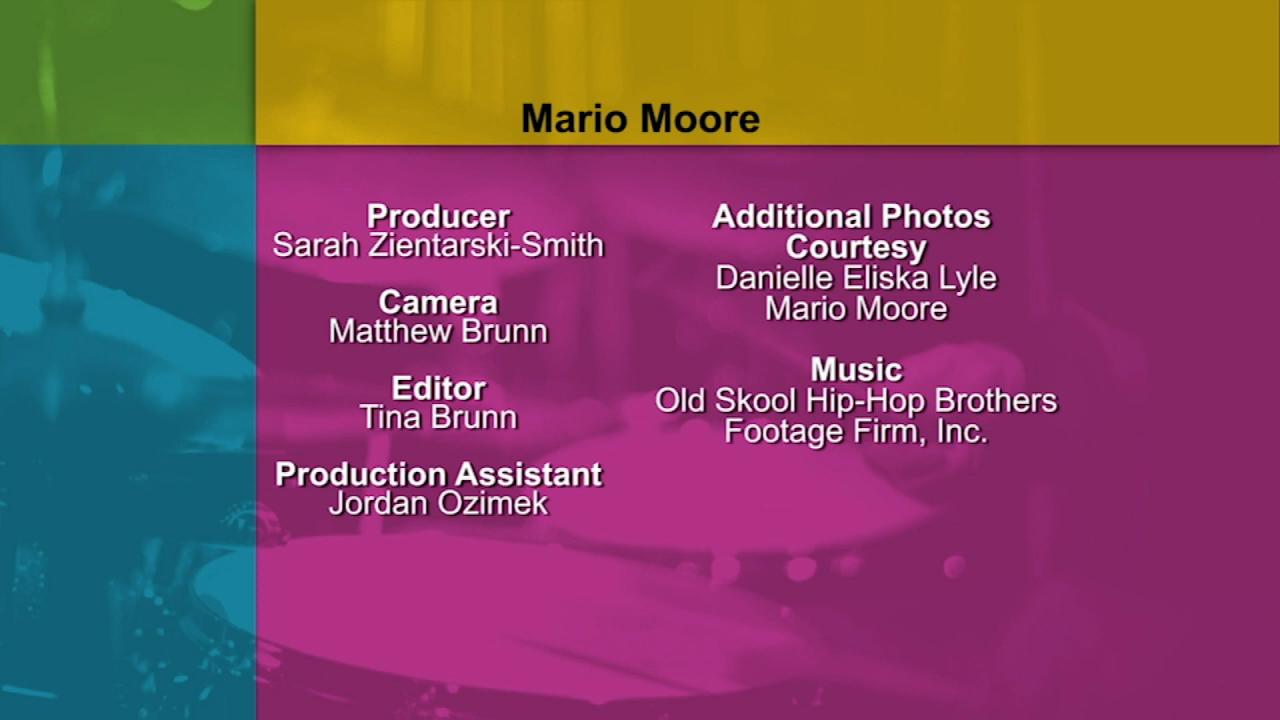 Mario Moore
Producer
Sarah Zientarski-Smith
Camera
Matthew Brunn
Editor
Tina Brunn
Production Assistant
Jordan Ozimek
Additional Photos
Courtesy
Danielle Eliska Lyle
Mario Moore
Music
Old Skool Hip-Hop Brothers
Footage Firm, Inc.